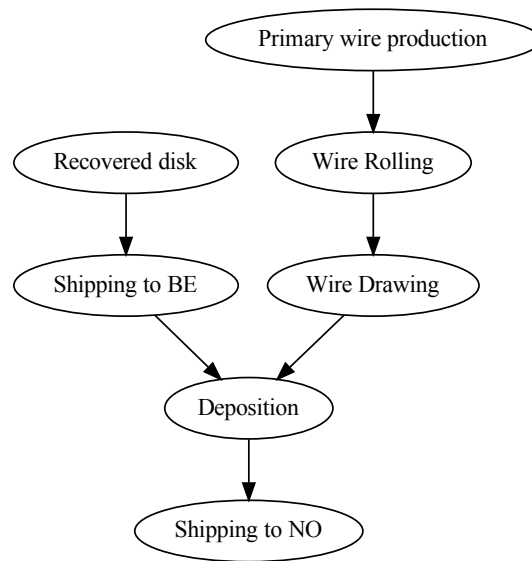 Primary wire production
Recovered disk
Wire Rolling
Shipping to BE
Wire Drawing
Deposition
Shipping to NO